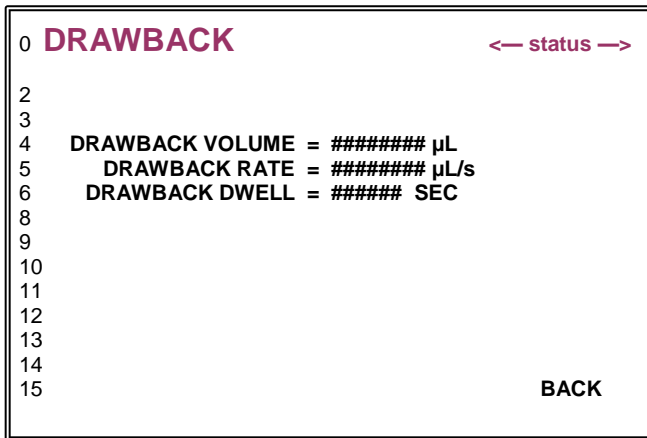 0 DRAWBACK <— status —>
2
3
4 DRAWBACK VOLUME = ######## µL
5 DRAWBACK RATE = ######## µL/s
6 DRAWBACK DWELL = ###### SEC
8
9
10
11
12
13
14
15 BACK